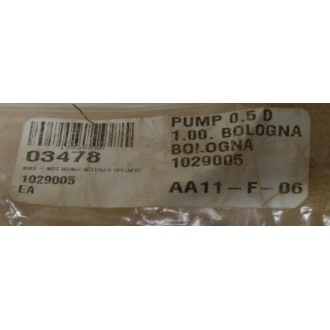 03478
1029005
EA
PUMP 0.5 D
1.00. BOLOGNA
BOLOGNA
1029005
AA11-F-06